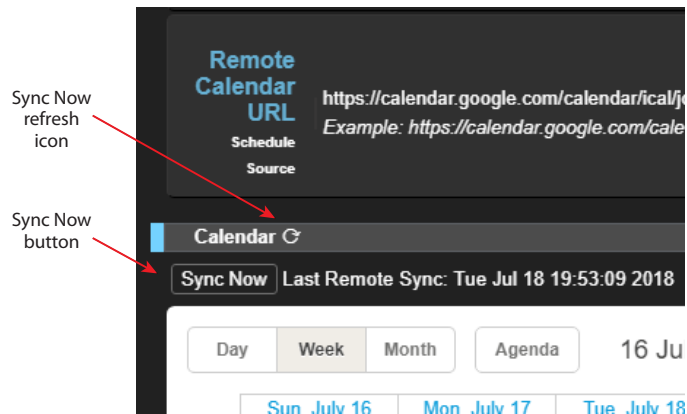 Remote
Calendar
URL
Schedule
Source
https://calendar.google.com/calendar/ical/jo
Example: https://calendar.google.com/cale
Sync Now
refresh
icon
Sync Now
button
Calendar
Sync Now Last Remote Sync: Tue Jul 18 19:53:09 2018
Day Week Month Agenda 16 Ju
Sun, July 16 Mon, July 17 Tue, July 18